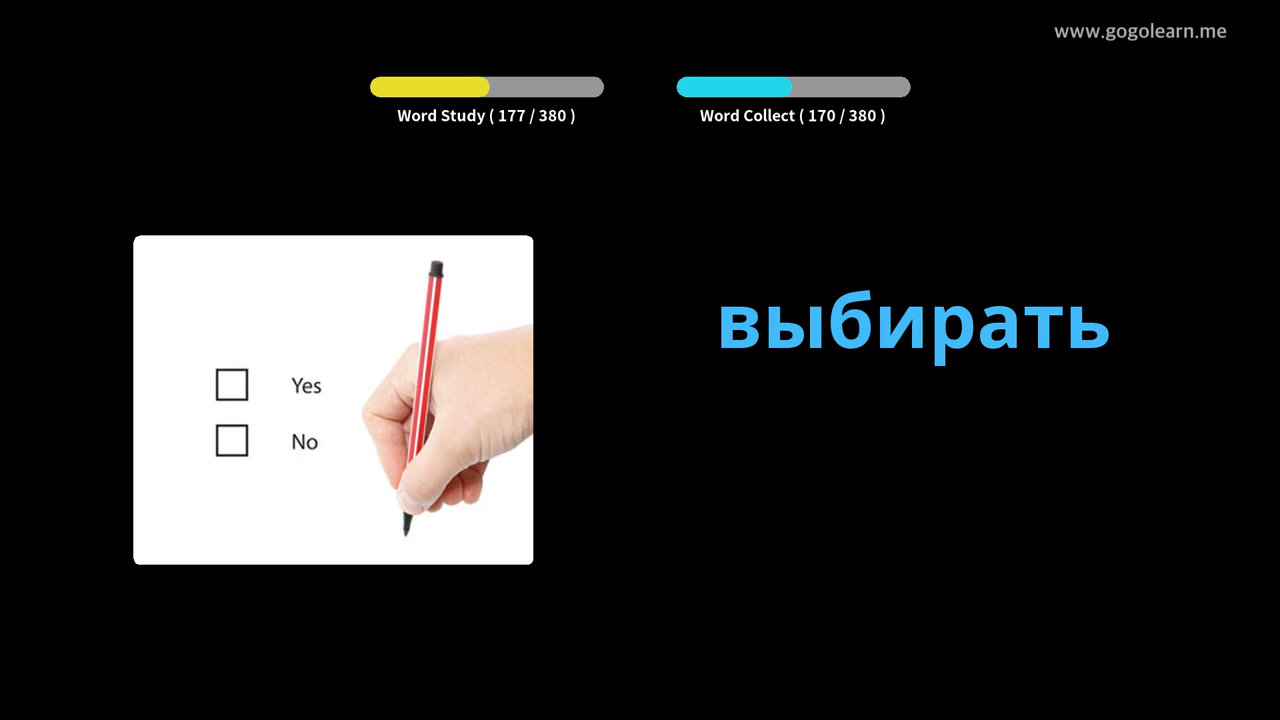 www.gogolearn.me
Word Study ( 177 / 380 )
Word Collect ( 170 / 380 )
выбирать
Yes
No